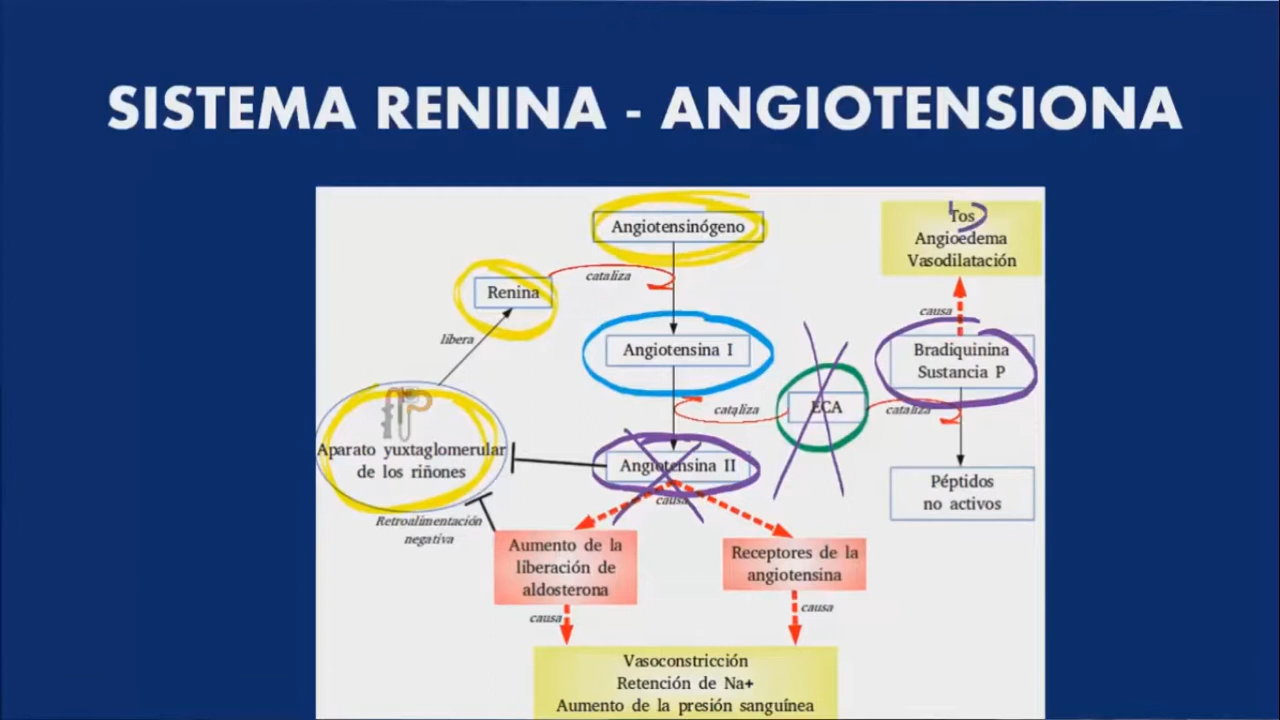 SISTEMA RENINA - ANGIOTENSIONA
Angiotensinógeno
Tos
Angioedema
Vasodilatación
cataliza
Renina
causa
libera
Angiotensina I
Bradiquinina
Sustancia P
cataliza
ECA
cataliza
Aparato yuxtaglomerular
de los riñones
Angiotensina II
Péptidos
no activos
causa
Retroalimentación
negativa
Aumento de la
liberación de
aldosterona
Receptores de la
angiotensina
causa
causa
Vasoconstricción
Retención de Na+
Aumento de la presión sanguínea